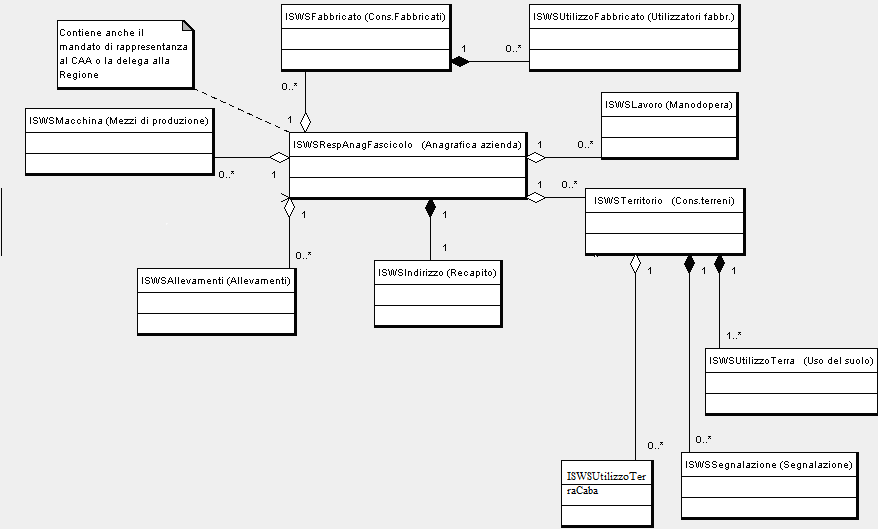 ISWSFabbricato (Cons.Fabbricati)
ISWSUtilizzoFabbricato (Utilizzatori fabbr.)
Contiene anche il
mandato di rappresentanza
al CAA o la delega alla
Regione
1
0..*
0..*
1
ISWSLavoro (Manodopera)
ISWSMacchina (Mezzi di produzione)
ISWSRespAnagFascicolo (Anagrafica azienda)
1
0..*
0..*
1
1
0..*
ISWSTerritorio (Cons.terreni)
1
1
1
0..*
1
1
1
ISWSAllevamenti (Allevamenti)
ISWSIndirizzo (Recapito)
1..*
ISWSUtilizzoTerra (Uso del suolo)
0..*
0..*
ISWSSegnalazione (Segnalazione)
ISWSUtilizzoTer
raCaba